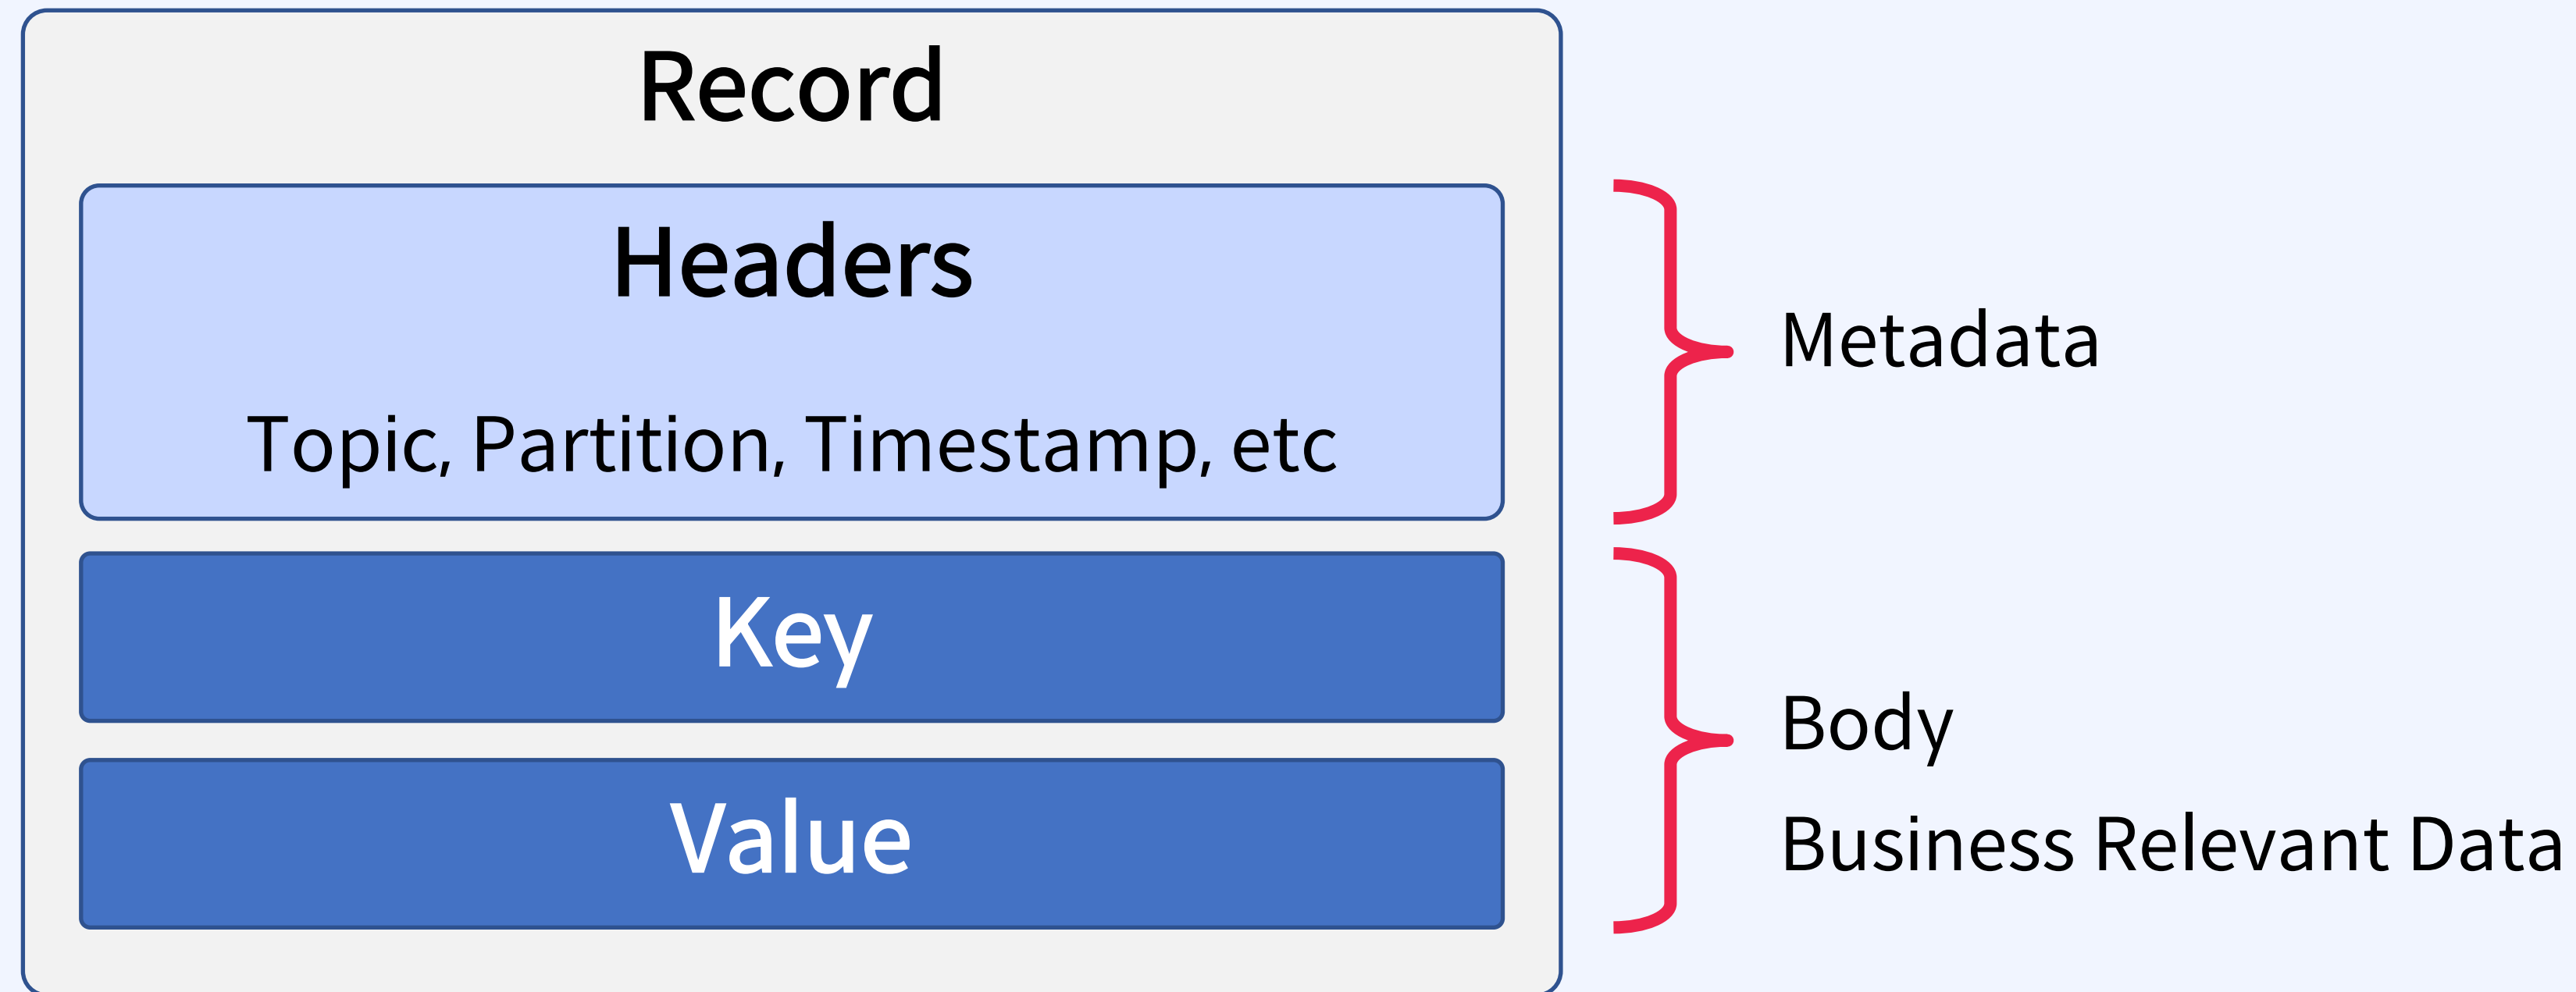 Record
Headers
Topic, Partition, Timestamp, etc
Metadata
Key
Value
Body
Business Relevant Data